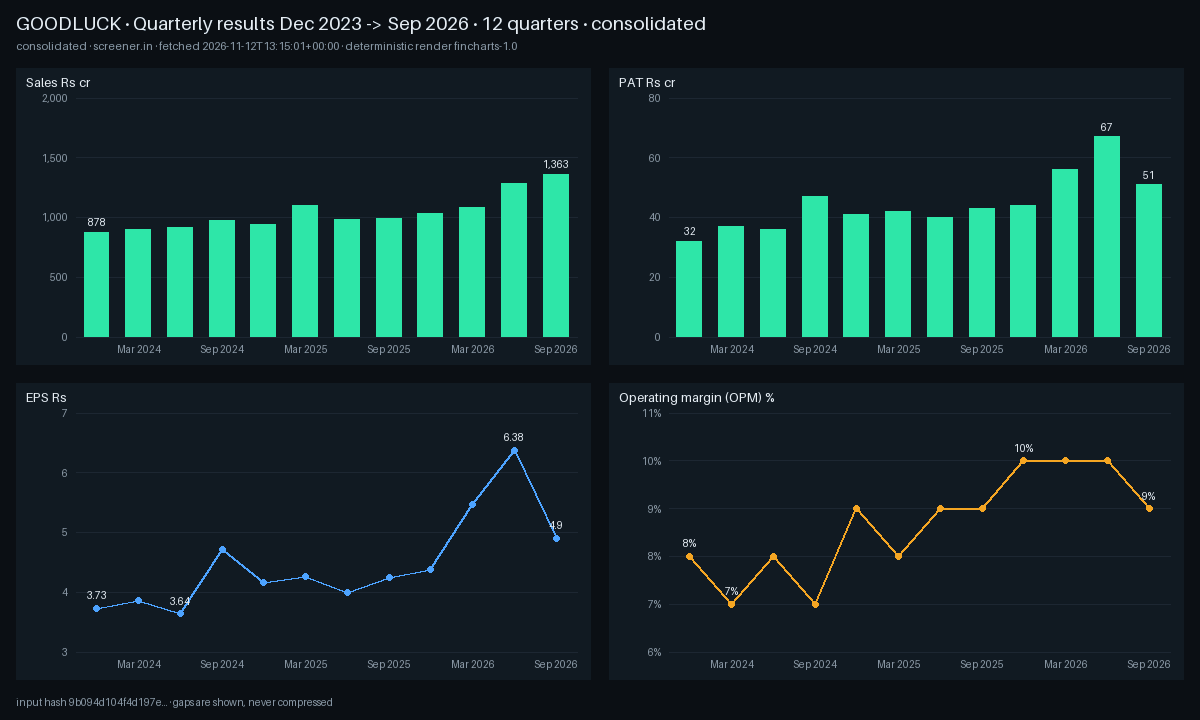 GOODLUCK · Quarterly results Dec 2023 -> Sep 2026 · 12 quarters · consolidated
consolidated · screener.in · fetched 2026-11-12T13:15:01+00:00 · deterministic render fincharts-1.0
Sales Rs cr
2,000
1,500
1,000
500
0
878
1,363
Mar 2024
Sep 2024
Mar 2025
Sep 2025
Mar 2026
Sep 2026
PAT Rs cr
80
60
40
20
0
32
67
51
Mar 2024
Sep 2024
Mar 2025
Sep 2025
Mar 2026
Sep 2026
EPS Rs
7
6
5
4
3
3.73
3.64
6.38
4.9
Mar 2024
Sep 2024
Mar 2025
Sep 2025
Mar 2026
Sep 2026
Operating margin (OPM) %
11%
10%
9%
8%
7%
6%
8%
7%
10%
9%
Mar 2024
Sep 2024
Mar 2025
Sep 2025
Mar 2026
Sep 2026
input hash 9b094d104f4d197e… · gaps are shown, never compressed